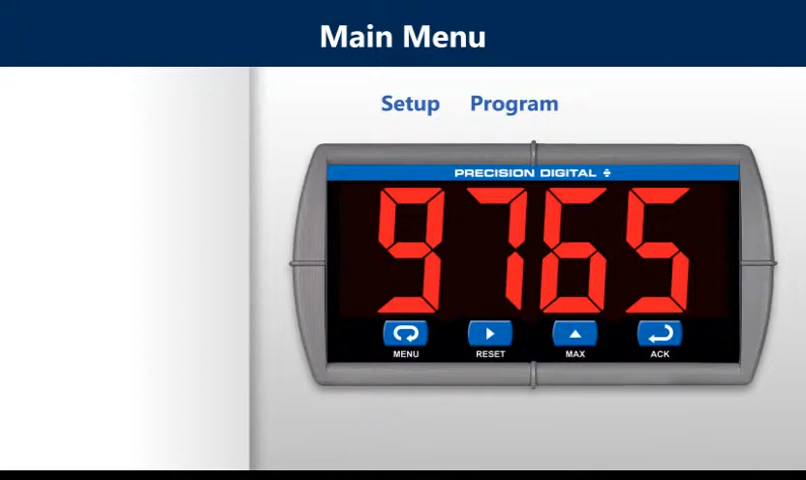 Main Menu
Setup Program
PRECISION DIGITAL
9765
MENU RESET MAX ACK